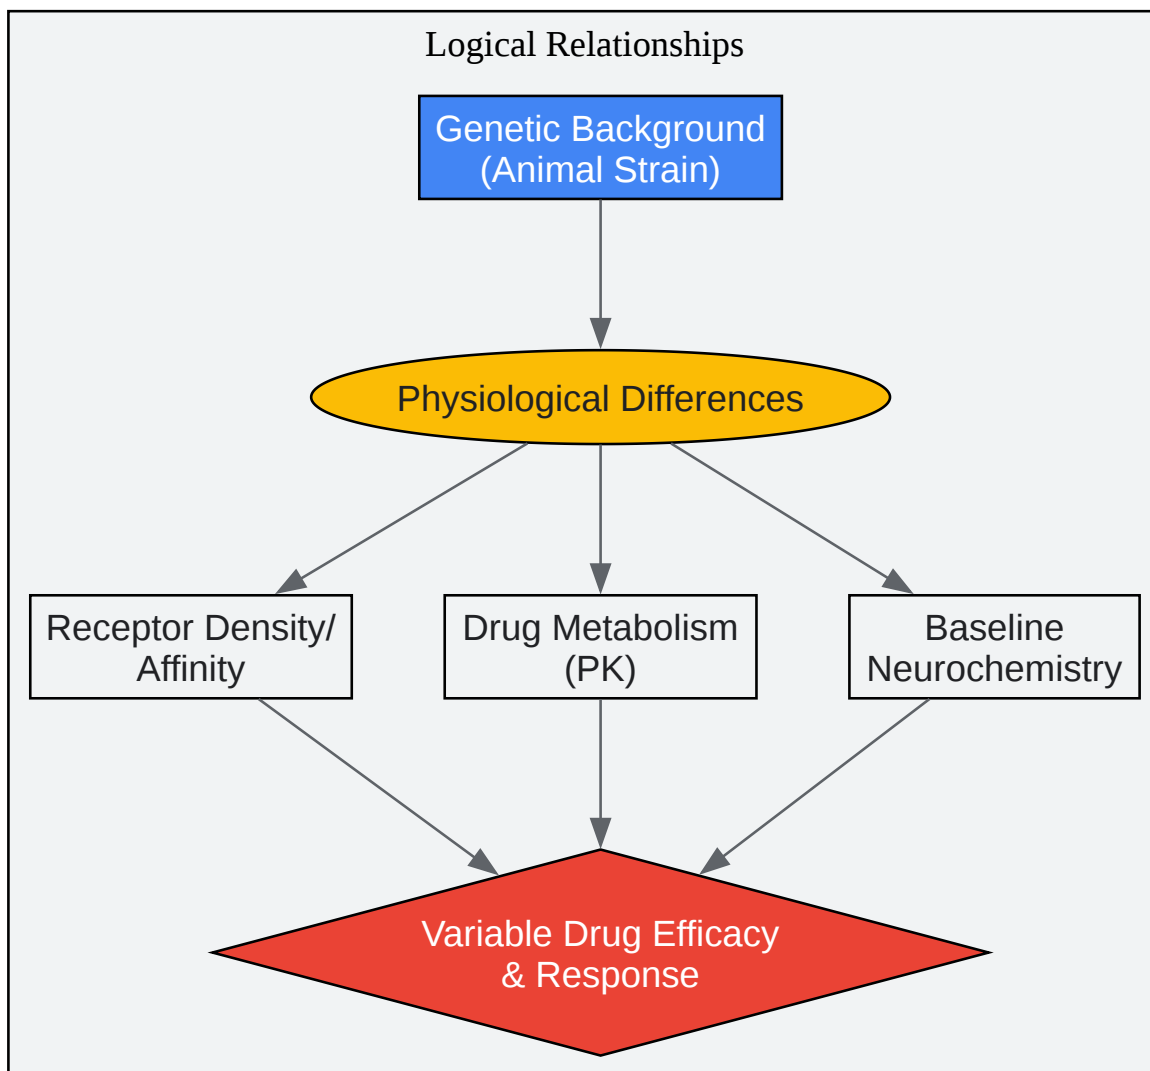 Logical Relationships
Genetic Background
(Animal Strain)
Physiological Differences
Receptor Density/
Affinity
Drug Metabolism
(PK)
Baseline
Neurochemistry
Variable Drug Efficacy
& Response